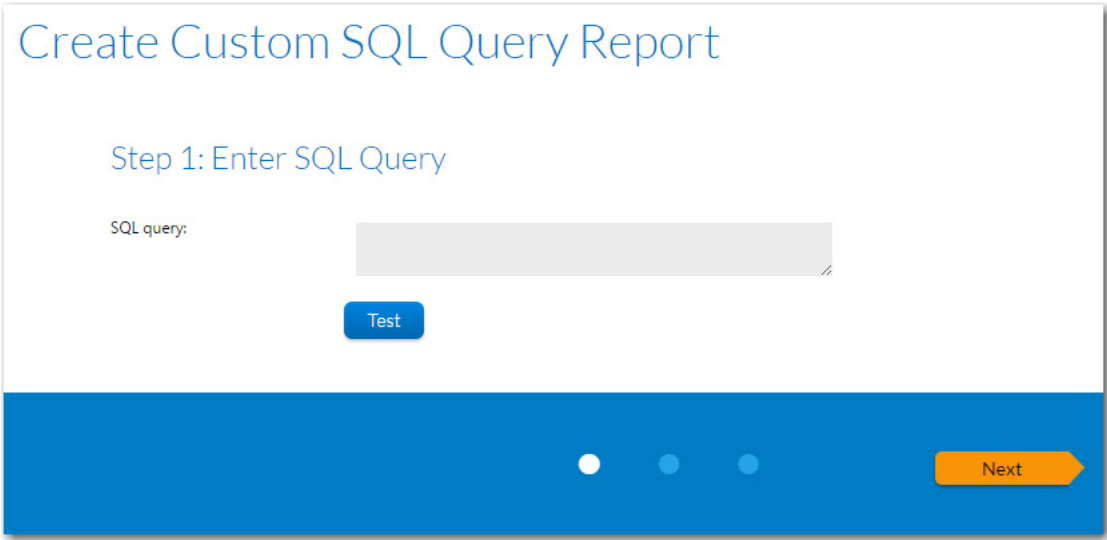 Create Custom SQL Query Report
Step 1: Enter SQL Query
SQL query:
Test
Next